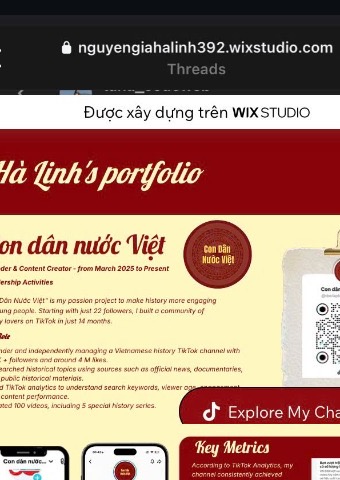 nguyengiahalinh392.wixstudio.com
Threads
Được xây dựng trên WIX STUDIO
Hà Linh's portfolio
on dân nước Việt
Con Dân
Nước Việt
der & Content Creator - from March 2025 to Present
ership Activities
Dân Nước Việt" is my passion project to make history more engaging
ung people. Starting with just 22 followers, I built a community of
y lovers on TikTok in just 14 months.
nder and independently managing a Vietnamese history TikTok channel with
+ followers and around 4 M likes.
earched historical topics using sources such as official news, documentaries,
public historical materials.
d TikTok analytics to understand search keywords, viewer
content performance.
ated 100 videos, including 5 special history series.
Explore My Cha
Con dân nước...
Key Metrics
According to TikTok Analytics, my
channel consistently achieved